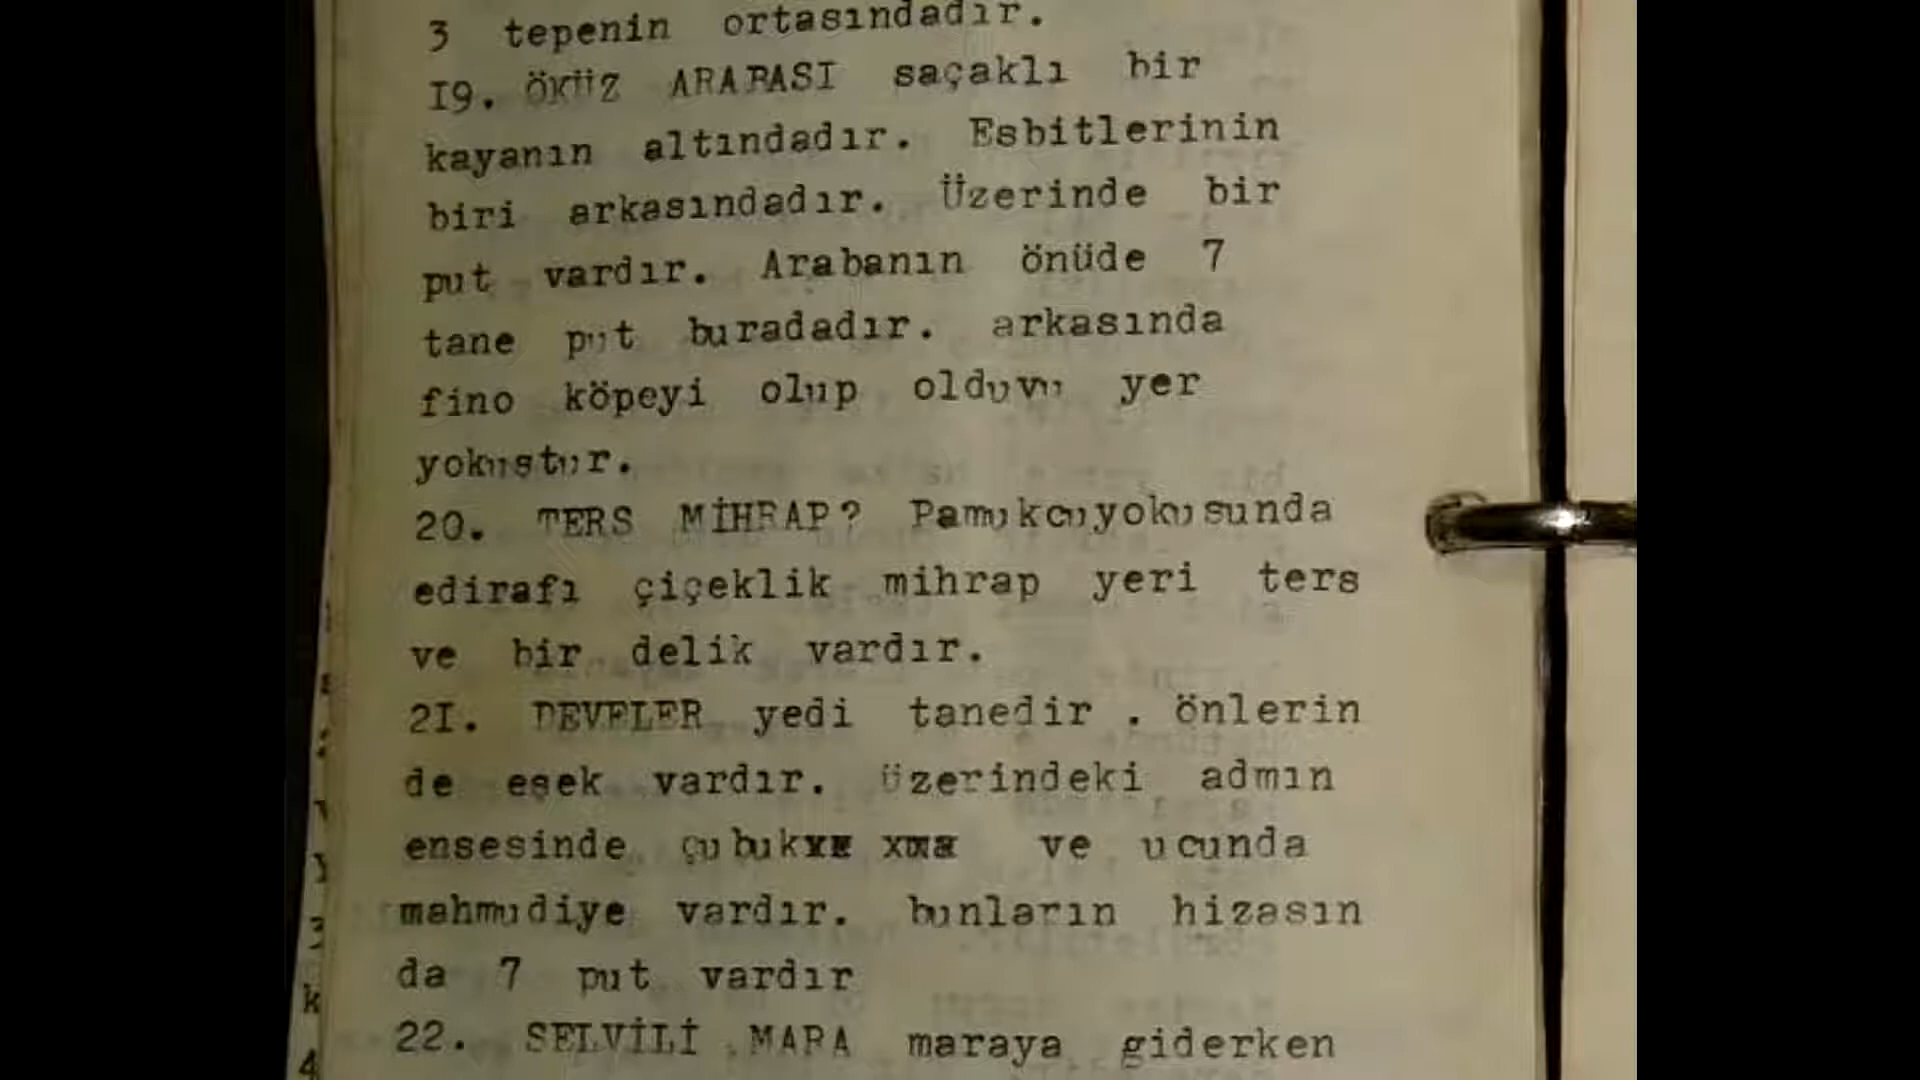 3 tepenin ortasındadır.
I9. ÖKÜZ ARABASI saçaklı bir
kayanın altındadır. Esbitlerinin
biri arkasındadır. Üzerinde bir
put vardır. Arabanın önüde 7
tane put buradadır. arkasında
fino köpeyi olup olduvu yer
yokustur.
20. TERS MİHRAP? Pamukcuyokusunda
edirafı çiçeklik mihrap yeri ters
ve bir delik vardır.
2I. DEVELER yedi tanedir . önlerin
de eşek vardır. üzerindeki admın
ensesinde çubuk ve ucunda
mahmudiye vardır. bunların hizasın
da 7 put vardır
22. SELVİLİ MARA maraya giderken